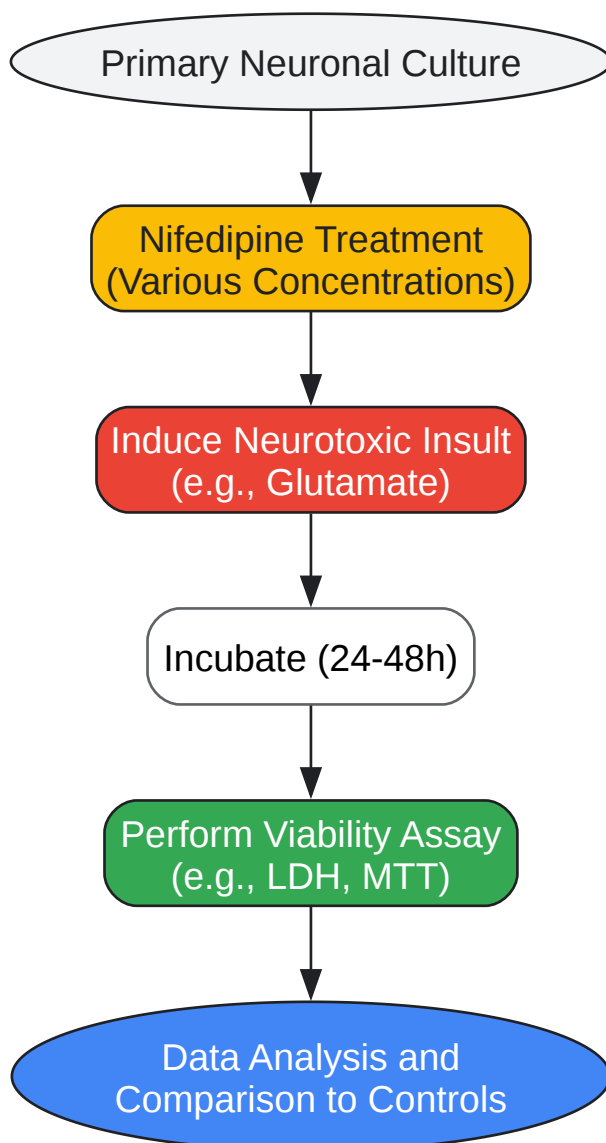 Primary Neuronal Culture
Nifedipine Treatment
(Various Concentrations)
Induce Neurotoxic Insult
(e.g., Glutamate)
Incubate (24-48h)
Perform Viability Assay
(e.g., LDH, MTT)
Data Analysis and
Comparison to Controls